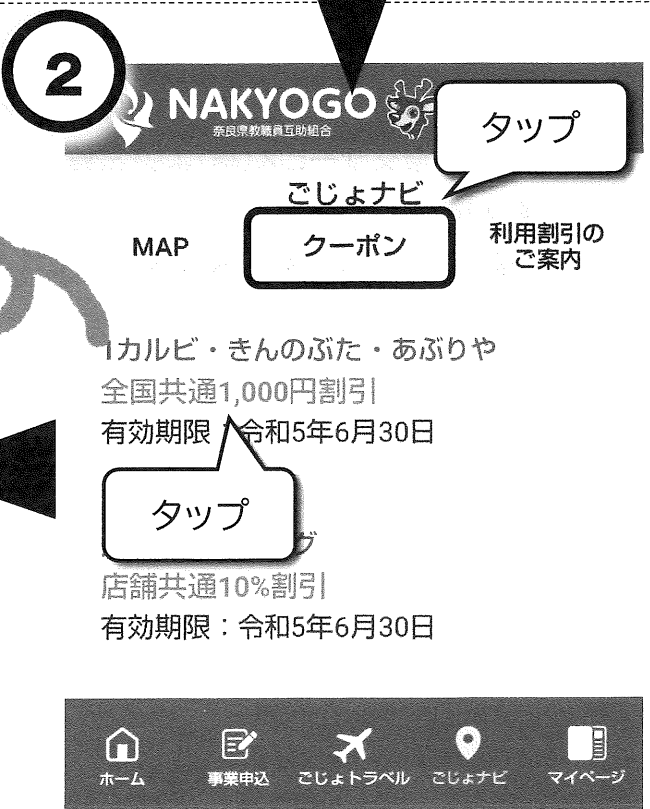 2
NAKYOGO
奈良県教職員互助組合
タップ
ごじょナビ
MAP
クーポン
利用割引の
ご案内
1カルビ・きんのぶた・あぶりや
全国共通1,000円割引
有効期限：令和5年6月30日
タップ
グ
店舗共通10%割引
有効期限：令和5年6月30日
ホーム
事業申込
ごじょトラベル
ごじょナビ
マイページ